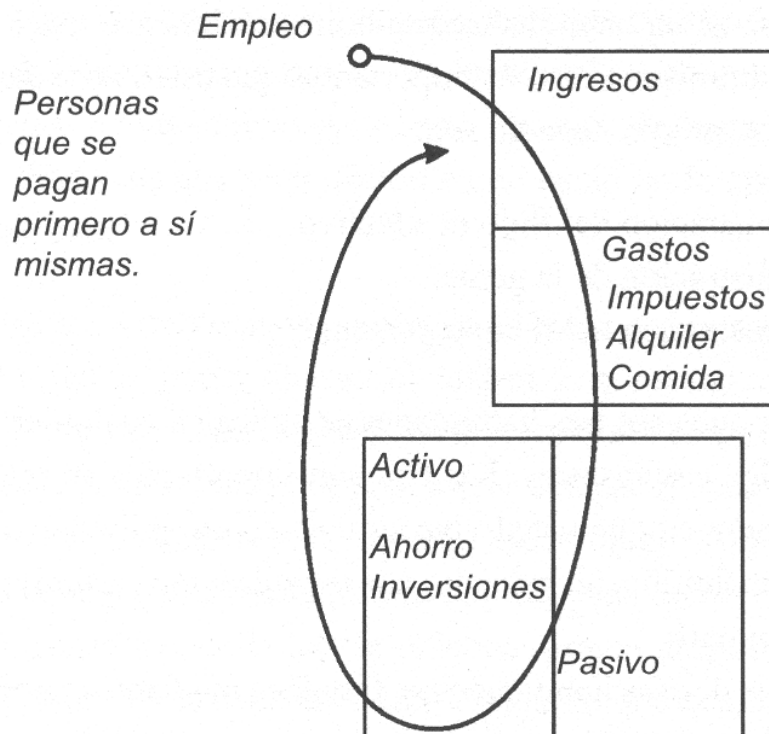 Empleo
Personas
que se
pagan
primero a sí
mismas.
Ingresos
Gastos
Impuestos
Alquiler
Comida
Activo
Ahorro
Inversiones
Pasivo